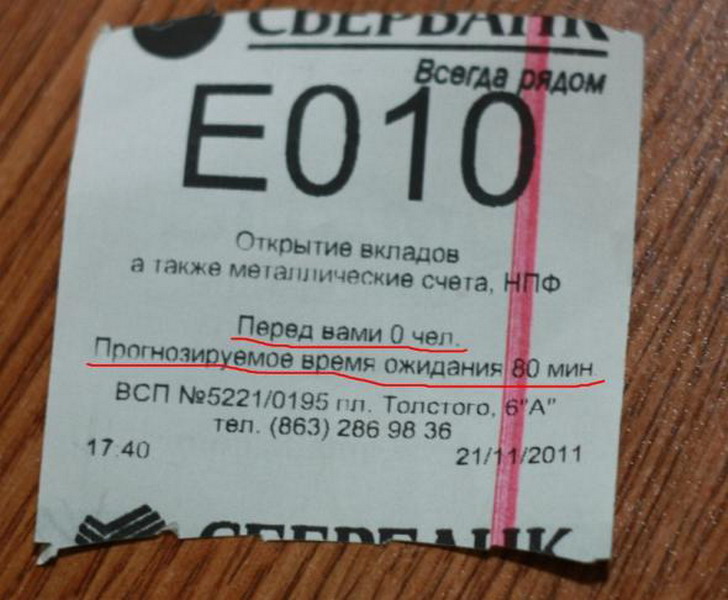 СБЕРБАНК
Всегда рядом
Е010
Открытие вкладов
а также металлические счета, НПФ
Перед вами 0 чел.
Прогнозируемое время ожидания 80 мин.
ВСП №5221/0195 пл. Толстого, 6"А"
тел. (863) 286 98 36
17:40 21/11/2011
СБЕРБАНК